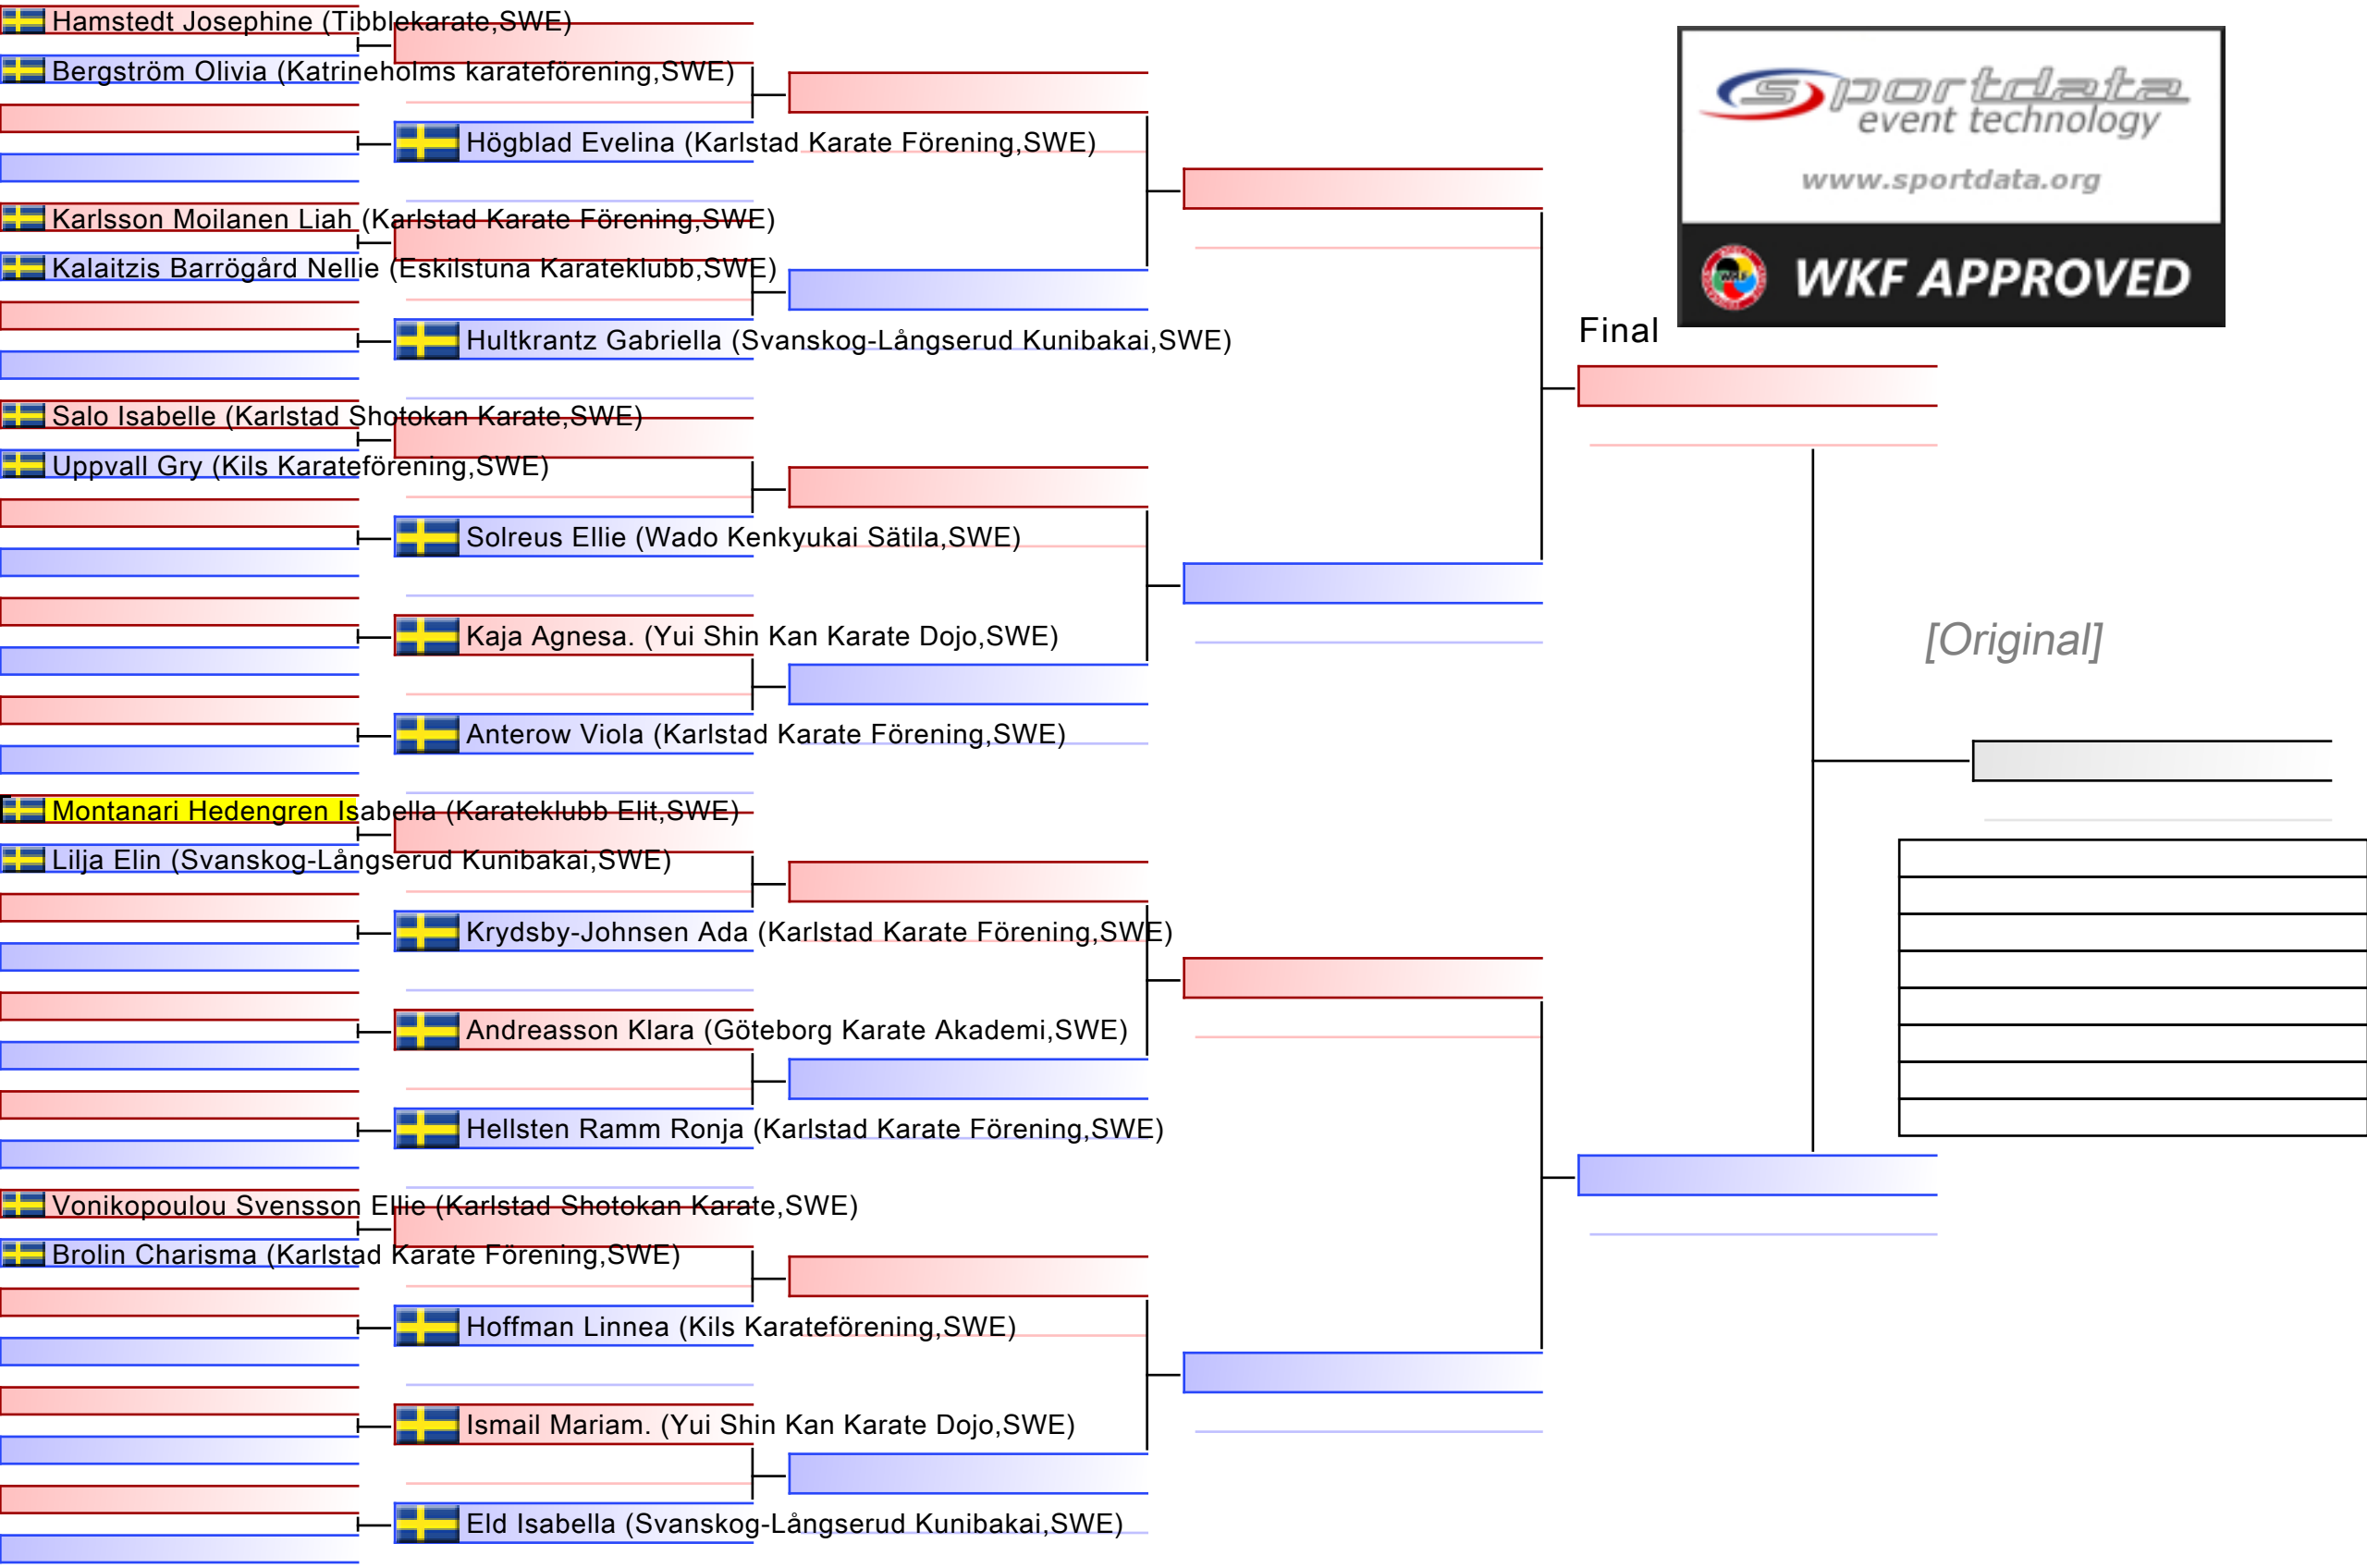 Hamstedt Josephine (Tibblekarate,SWE)
Bergström Olivia (Katrineholms karateförening,SWE)
Högblad Evelina (Karlstad Karate Förening,SWE)
Karlsson Moilanen Liah (Karlstad Karate Förening,SWE)
Kalaitzis Barrögård Nellie (Eskilstuna Karateklubb,SWE)
Hultkrantz Gabriella (Svanskog-Långserud Kunibakai,SWE)
Salo Isabelle (Karlstad Shotokan Karate,SWE)
Uppvall Gry (Kils Karateförening,SWE)
Solreus Ellie (Wado Kenkyukai Sätila,SWE)
Kaja Agnesa. (Yui Shin Kan Karate Dojo,SWE)
Anterow Viola (Karlstad Karate Förening,SWE)
Montanari Hedengren Isabella (Karateklubb Elit,SWE)
Lilja Elin (Svanskog-Långserud Kunibakai,SWE)
Krydsby-Johnsen Ada (Karlstad Karate Förening,SWE)
Andreasson Klara (Göteborg Karate Akademi,SWE)
Hellsten Ramm Ronja (Karlstad Karate Förening,SWE)
Vonikopoulou Svensson Ellie (Karlstad Shotokan Karate,SWE)
Brolin Charisma (Karlstad Karate Förening,SWE)
Hoffman Linnea (Kils Karateförening,SWE)
Ismail Mariam. (Yui Shin Kan Karate Dojo,SWE)
Eld Isabella (Svanskog-Långserud Kunibakai,SWE)
sportdata
event technology
www.sportdata.org
WKF
WKF APPROVED
Final
[Original]